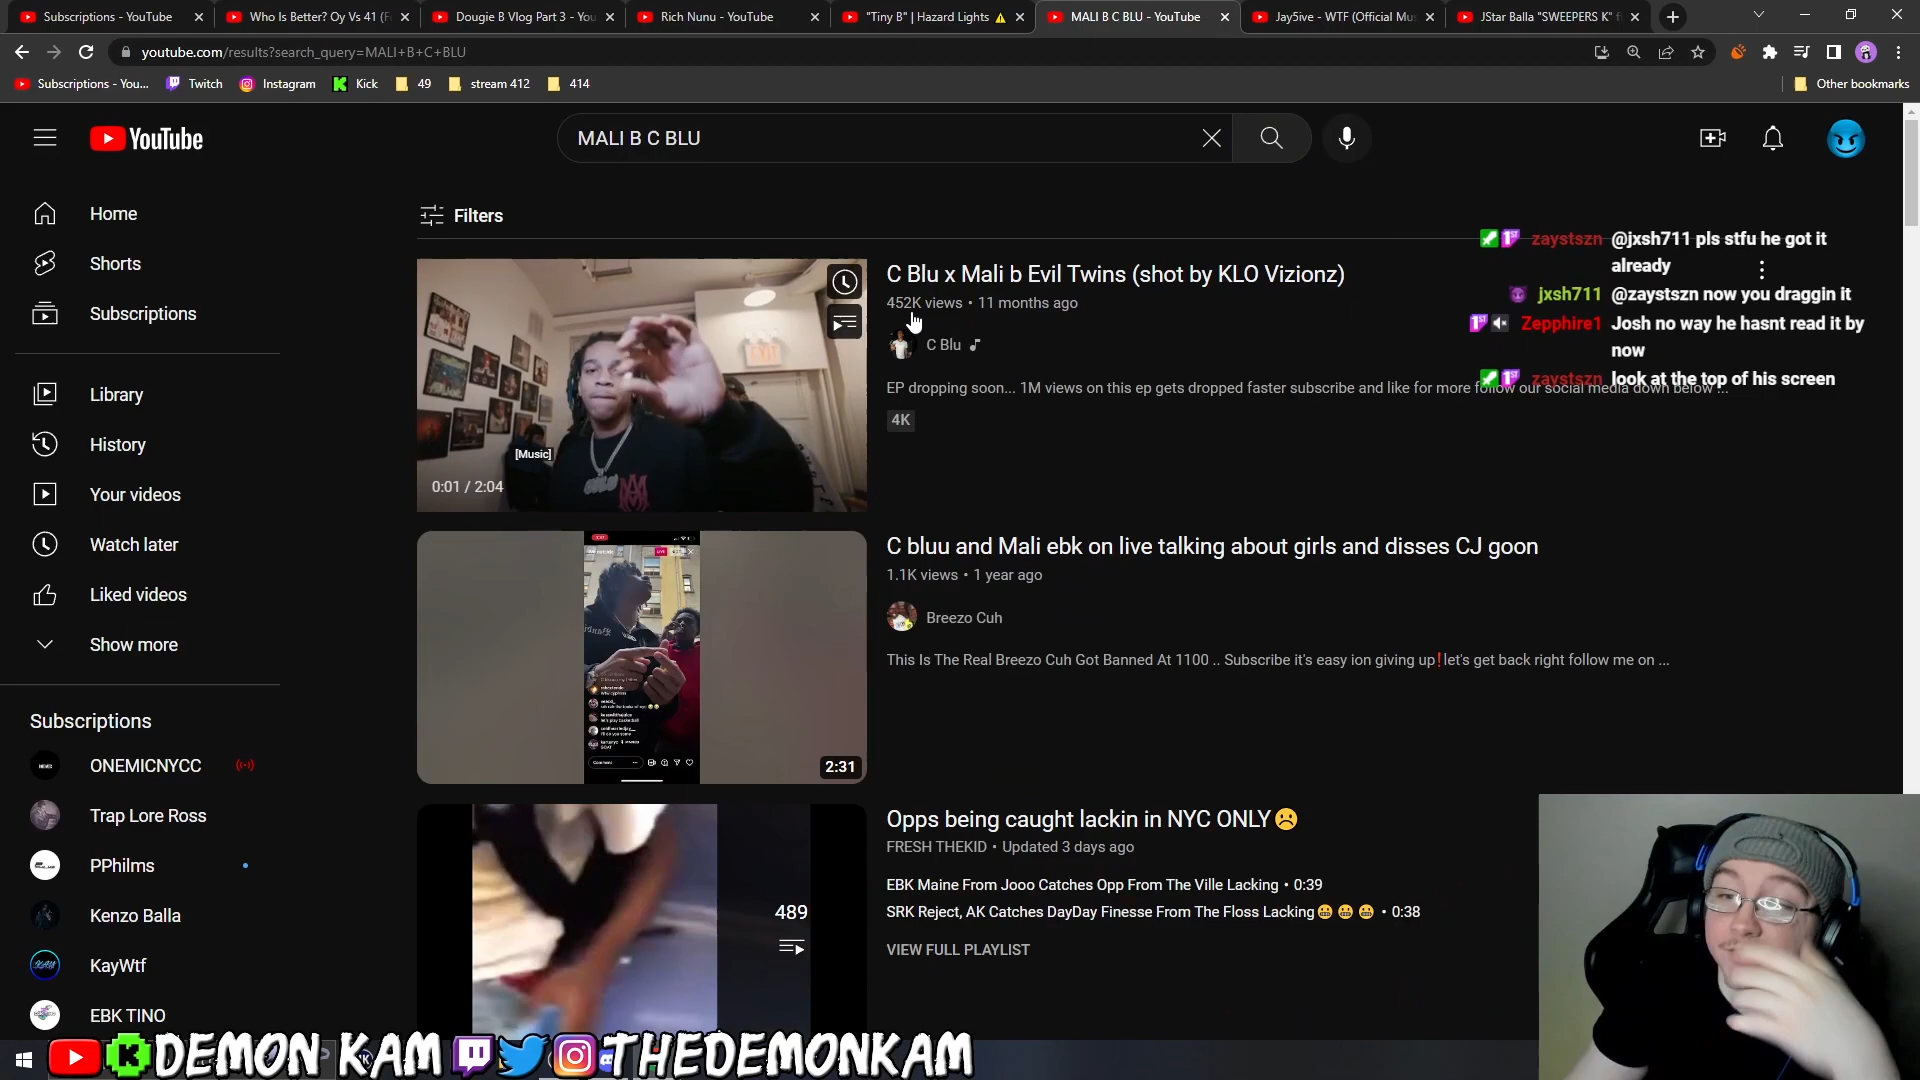 Subscriptions - YouTube
Who Is Better? Oy Vs 41 (F
Dougie B Vlog Part 3 - You
Rich Nunu - YouTube
"Tiny B" | Hazard Lights
MALI B C BLU - YouTube
Jay5ive - WTF (Official Mu
JStar Balla "SWEEPERS K" f
youtube.com/results?search_query=MALI+B+C+BLU
Subscriptions - You...
Twitch
Instagram
Kick
49
stream 412
414
Other bookmarks
YouTube
MALI B C BLU
Home
Shorts
Subscriptions
Library
History
Your videos
Watch later
Liked videos
Show more
Subscriptions
ONEMICNYCC
Trap Lore Ross
PPhilms
Kenzo Balla
KayWtf
EBK TINO
Filters
[Music]
0:01 / 2:04
C Blu x Mali b Evil Twins (shot by KLO Vizionz)
452K views • 11 months ago
C Blu
EP dropping soon... 1M views on this ep gets dropped faster subscribe and like for more follow our social media down below ...
4K
2:31
C bluu and Mali ebk on live talking about girls and disses CJ goon
1.1K views • 1 year ago
Breezo Cuh
This Is The Real Breezo Cuh Got Banned At 1100 .. Subscribe it's easy ion giving up❗let's get back right follow me on ...
489
Opps being caught lackin in NYC ONLY☹
FRESH THEKID • Updated 3 days ago
EBK Maine From Jooo Catches Opp From The Ville Lacking • 0:39
SRK Reject, AK Catches DayDay Finesse From The Floss Lacking😬😬😬 • 0:38
VIEW FULL PLAYLIST
zaystszn @jxsh711 pls stfu he got it
already
jxsh711 @zaystszn now you draggin it
Zepphire1 Josh no way he hasnt read it by
now
zaystszn look at the top of his screen
DEMON KAM
THEDEMONKAM